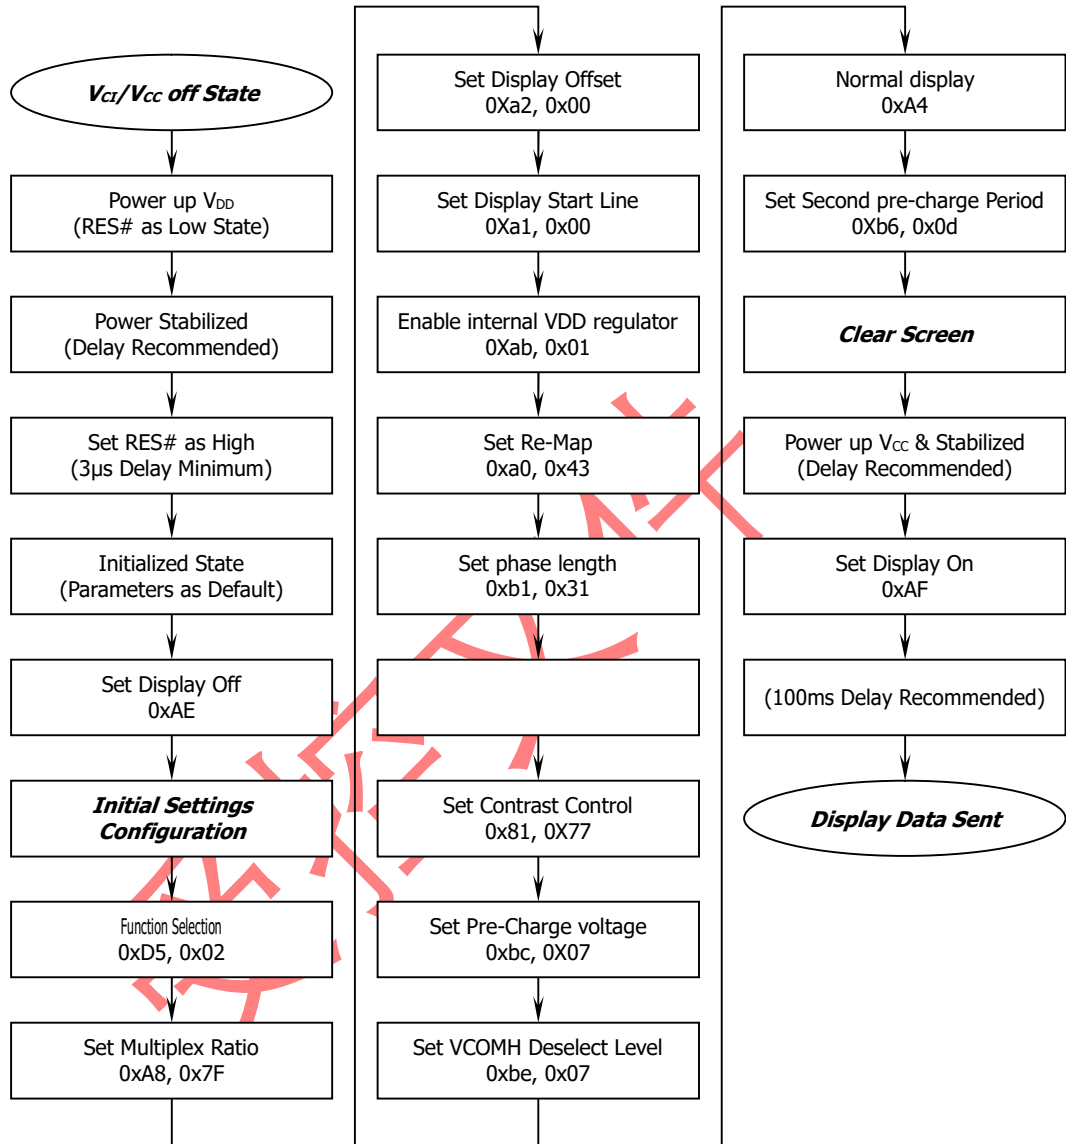 VCI/VCC off State
Power up VDD
(RES# as Low State)
Power Stabilized
(Delay Recommended)
Set RES# as High
(3μs Delay Minimum)
Initialized State
(Parameters as Default)
Set Display Off
0xAE
Initial Settings
Configuration
Function Selection
0xD5, 0x02
Set Multiplex Ratio
0xA8, 0x7F
Set Display Offset
0Xa2, 0x00
Set Display Start Line
0Xa1, 0x00
Enable internal VDD regulator
0Xab, 0x01
Set Re-Map
0xa0, 0x43
Set phase length
0xb1, 0x31
Set Contrast Control
0x81, 0X77
Set Pre-Charge voltage
0xbc, 0X07
Set VCOMH Deselect Level
0xbe, 0x07
Normal display
0xA4
Set Second pre-charge Period
0Xb6, 0x0d
Clear Screen
Power up VCC & Stabilized
(Delay Recommended)
Set Display On
0xAF
(100ms Delay Recommended)
Display Data Sent